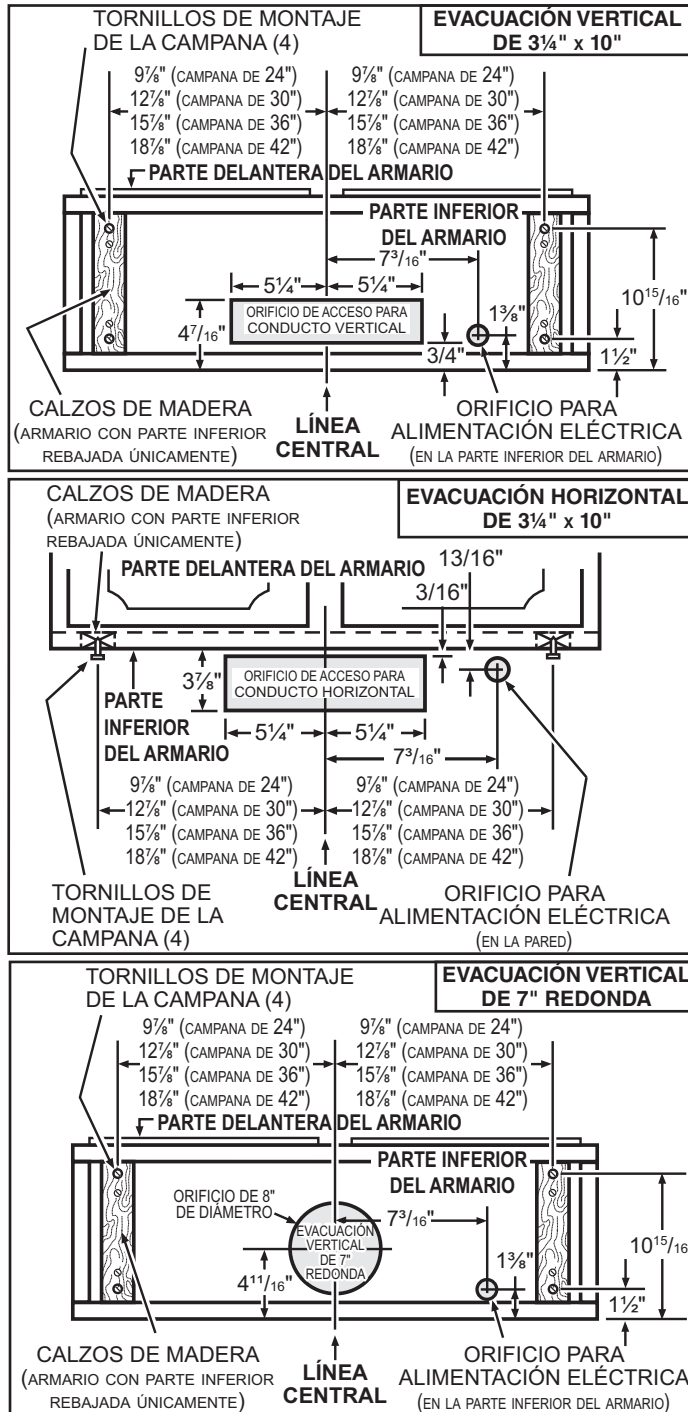 TORNILLOS DE MONTAJE
DE LA CAMPANA (4)
EVACUACIÓN VERTICAL
DE 3¼" x 10"
9⅞" (CAMPANA DE 24") 9⅞" (CAMPANA DE 24")
12⅞" (CAMPANA DE 30") 12⅞" (CAMPANA DE 30")
15⅞" (CAMPANA DE 36") 15⅞" (CAMPANA DE 36")
18⅞" (CAMPANA DE 42") 18⅞" (CAMPANA DE 42")
PARTE DELANTERA DEL ARMARIO
PARTE INFERIOR
DEL ARMARIO
7³/16"
5¼" 5¼"
10¹⁵/16"
ORIFICIO DE ACCESO PARA
CONDUCTO VERTICAL
1⅜"
4⁷/16"
3/4"
1½"
CALZOS DE MADERA
(ARMARIO CON PARTE INFERIOR
REBAJADA ÚNICAMENTE)
LÍNEA
CENTRAL
ORIFICIO PARA
ALIMENTACIÓN ELÉCTRICA
(EN LA PARTE INFERIOR DEL ARMARIO)
CALZOS DE MADERA
(ARMARIO CON PARTE INFERIOR
REBAJADA ÚNICAMENTE)
EVACUACIÓN HORIZONTAL
DE 3¼" x 10"
13/16"
PARTE DELANTERA DEL ARMARIO
3/16"
3⅞"
ORIFICIO DE ACCESO PARA
CONDUCTO HORIZONTAL
PARTE
INFERIOR
DEL ARMARIO
5¼" 5¼"
7³/16"
9⅞" (CAMPANA DE 24") 9⅞" (CAMPANA DE 24")
12⅞" (CAMPANA DE 30") 12⅞" (CAMPANA DE 30")
15⅞" (CAMPANA DE 36") 15⅞" (CAMPANA DE 36")
18⅞" (CAMPANA DE 42") 18⅞" (CAMPANA DE 42")
LÍNEA
CENTRAL
TORNILLOS DE
MONTAJE DE LA
CAMPANA (4)
ORIFICIO PARA
ALIMENTACIÓN ELÉCTRICA
(EN LA PARED)
TORNILLOS DE MONTAJE
DE LA CAMPANA (4)
EVACUACIÓN VERTICAL
DE 7" REDONDA
9⅞" (CAMPANA DE 24") 9⅞" (CAMPANA DE 24")
12⅞" (CAMPANA DE 30") 12⅞" (CAMPANA DE 30")
15⅞" (CAMPANA DE 36") 15⅞" (CAMPANA DE 36")
18⅞" (CAMPANA DE 42") 18⅞" (CAMPANA DE 42")
PARTE DELANTERA DEL ARMARIO
PARTE INFERIOR
DEL ARMARIO
ORIFICIO DE 8"
DE DIÁMETRO
7³/16"
EVACUACIÓN
VERTICAL
DE 7"
REDONDA
10¹⁵/16
1⅜"
4¹¹/16"
1½"
CALZOS DE MADERA
(ARMARIO CON PARTE INFERIOR
REBAJADA ÚNICAMENTE)
LÍNEA
CENTRAL
ORIFICIO PARA
ALIMENTACIÓN ELÉCTRICA
(EN LA PARTE INFERIOR DEL ARMARIO)